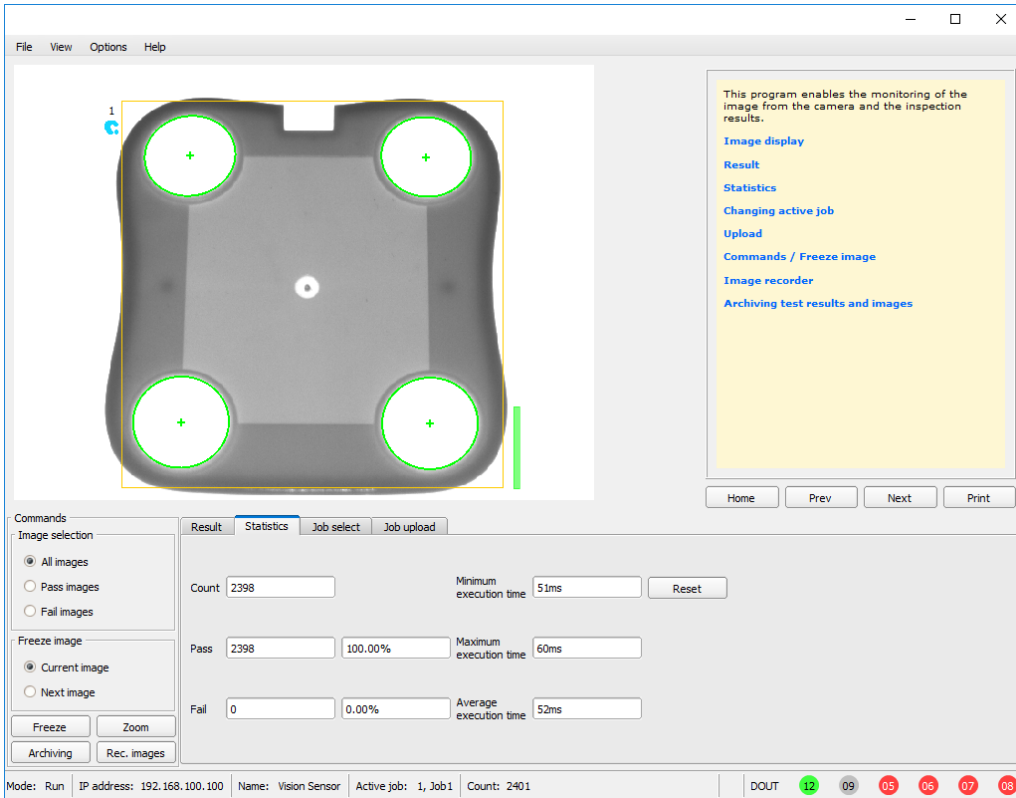 File View Options Help
1
This program enables the monitoring of the
image from the camera and the inspection
results.
Image display
Result
Statistics
Changing active job
Upload
Commands / Freeze image
Image recorder
Archiving test results and images
Home Prev Next Print
Commands
Image selection
All images
Pass images
Fail images
Freeze image
Current image
Next image
Freeze Zoom
Archiving Rec. images
Result Statistics Job select Job upload
Count 2398
Minimum
execution time
51ms
Reset
Pass 2398 100.00%
Maximum
execution time
60ms
Fail 0 0.00%
Average
execution time
52ms
Mode: Run IP address: 192.168.100.100 Name: Vision Sensor Active job: 1, Job1 Count: 2401 DOUT 12 09 05 06 07 08